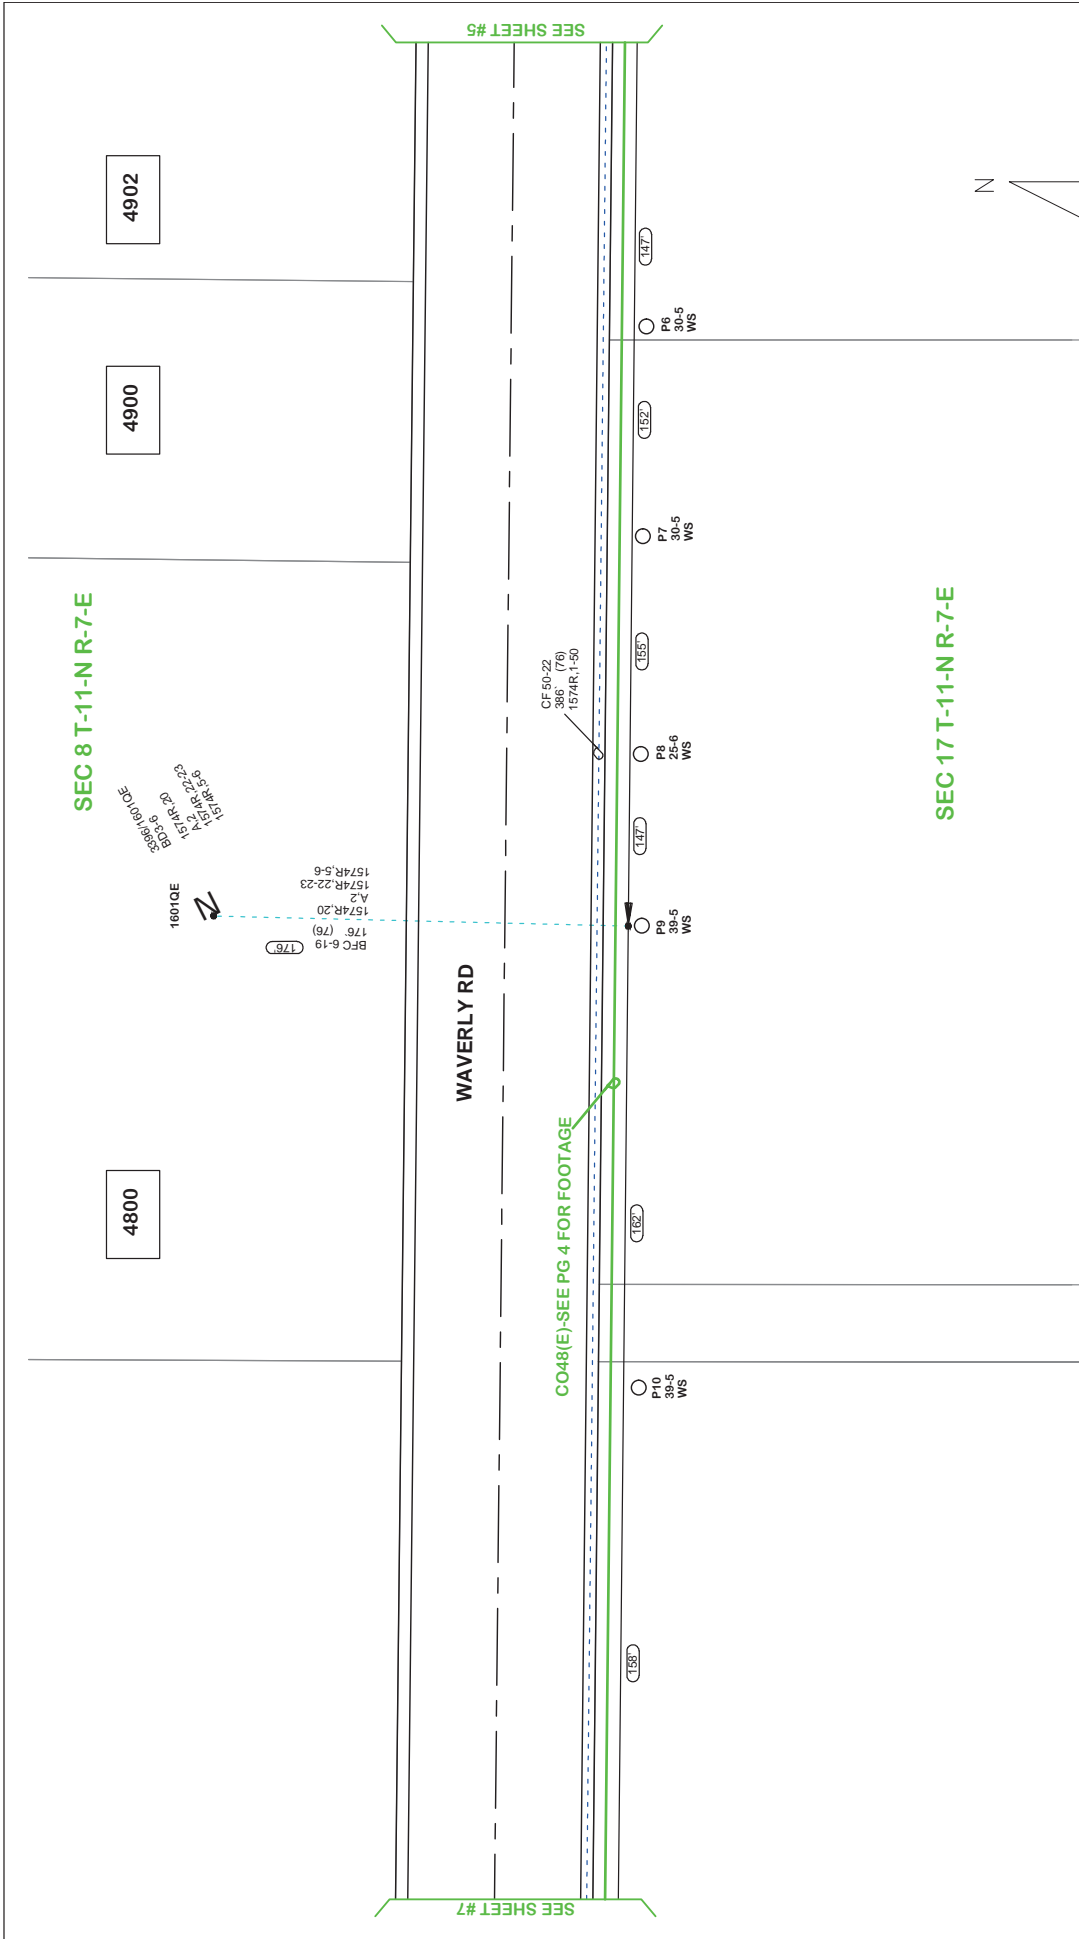 SEE SHEET #5
4902
4900
4800
SEC 8 T-11-N R-7-E
3396/1601QE
BD3-6
1574R,20
A,2
1574R,22-23
1574R,5-6
1601QE
176'
BFC 6-19
176' (76)
1574R,20
A,2
1574R,22-23
1574R,5-6
WAVERLY RD
CF 50-22
386' (76)
1574R,1-50
CO48(E)-SEE PG 4 FOR FOOTAGE
147'
P6
30-5
WS
152'
P7
30-5
WS
155'
P8
25-6
WS
147'
P9
39-5
WS
162'
P10
39-5
WS
158'
SEC 17 T-11-N R-7-E
N
SEE SHEET #7